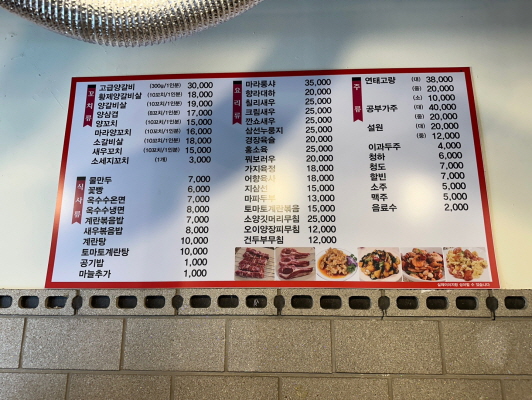 꼬치류
고급양갈비 (300g/1인분) 30,000
황제양갈비살 (10꼬치/1인분) 18,000
양갈비살 (10꼬치/1인분) 19,000
양삼겹 (8꼬치/1인분) 17,000
양꼬치 (10꼬치/1인분) 15,000
마라양꼬치 (10꼬치/1인분) 16,000
소갈비살 (10꼬치/1인분) 18,000
새우꼬치 (10꼬치/1인분) 15,000
소세지꼬치 (1개) 3,000
식사류
물만두 7,000
꽃빵 6,000
옥수수온면 7,000
옥수수냉면 8,000
계란볶음밥 7,000
새우볶음밥 8,000
계란탕 10,000
토마토계란탕 10,000
공기밥 1,000
마늘추가 1,000
요리류
마라롱샤 35,000
향라대하 20,000
칠리새우 25,000
크림새우 25,000
깐쇼새우 25,000
삼선누룽지 25,000
경장육슬 20,000
홍소육 25,000
꿔보러우 20,000
가지볶음 18,000
어향육사 18,000
지삼선 15,000
마파두부 13,000
토마토계란볶음 15,000
소양깃머리무침 25,000
오이양장피무침 12,000
건두부무침 12,000
주류
연태고량 (대) 38,000
(중) 20,000
(소) 10,000
공부가주 (대) 40,000
(중) 20,000
설원 (대) 20,000
(중) 12,000
이과두주 4,000
청하 6,000
청도 7,000
할빈 7,000
소주 5,000
맥주 5,000
음료수 2,000